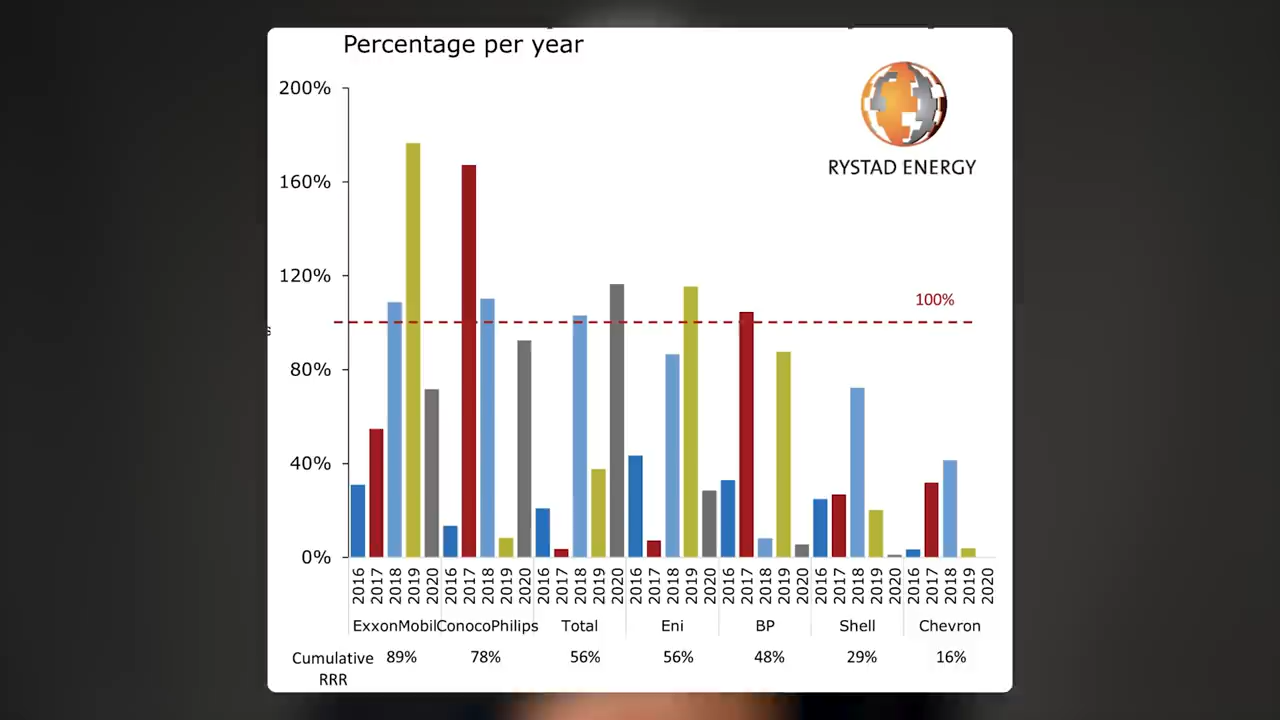 Percentage per year
RYSTAD ENERGY
200%
160%
120%
80%
40%
0%
100%
2016 2017 2018 2019 2020 2016 2017 2018 2019 2020 2016 2017 2018 2019 2020 2016 2017 2018 2019 2020 2016 2017 2018 2019 2020 2016 2017 2018 2019 2020 2016 2017 2018 2019 2020
ExxonMobil ConocoPhilips Total Eni BP Shell Chevron
Cumulative 89% 78% 56% 56% 48% 29% 16%
RRR